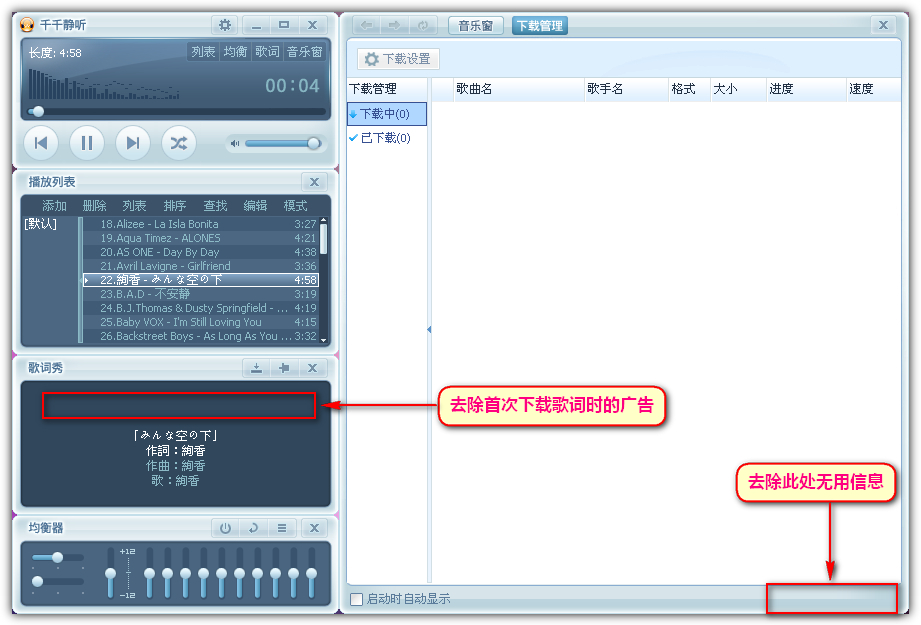 千千静听
长度: 4:58
列表 均衡 歌词 音乐窗
00:04
播放列表
添加 删除 列表 排序 查找 编辑 模式
[默认]
18.Alizee - La Isla Bonita 3:27
19.Aqua Timez - ALONES 4:21
20.AS ONE - Day By Day 4:38
21.Avril Lavigne - Girlfriend 3:36
22.絢香 - みんな空の下 4:58
23.B.A.D - 不安静 3:19
24.B.J.Thomas & Dusty Springfield - ... 4:19
25.Baby VOX - I'm Still Loving You 4:15
26.Backstreet Boys - As Long As You ... 3:32
歌词秀
「みんな空の下」
作詞：絢香
作曲：絢香
歌：絢香
均衡器
+12
-12
音乐窗 下载管理
下载设置
下载管理 歌曲名 歌手名 格式 大小 进度 速度
下载中(0)
已下载(0)
去除首次下载歌词时的广告
去除此处无用信息
启动时自动显示